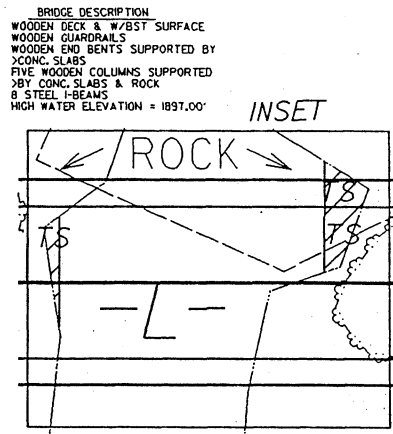 BRIDGE DESCRIPTION
WOODEN DECK & W/BST SURFACE
WOODEN GUARDRAILS
WOODEN END BENTS SUPPORTED BY
>CONC. SLABS
FIVE WOODEN COLUMNS SUPPORTED
>BY CONC. SLABS & ROCK
8 STEEL I-BEAMS
HIGH WATER ELEVATION = 1897.00'
INSET
ROCK
TS
TS
TS
-L-